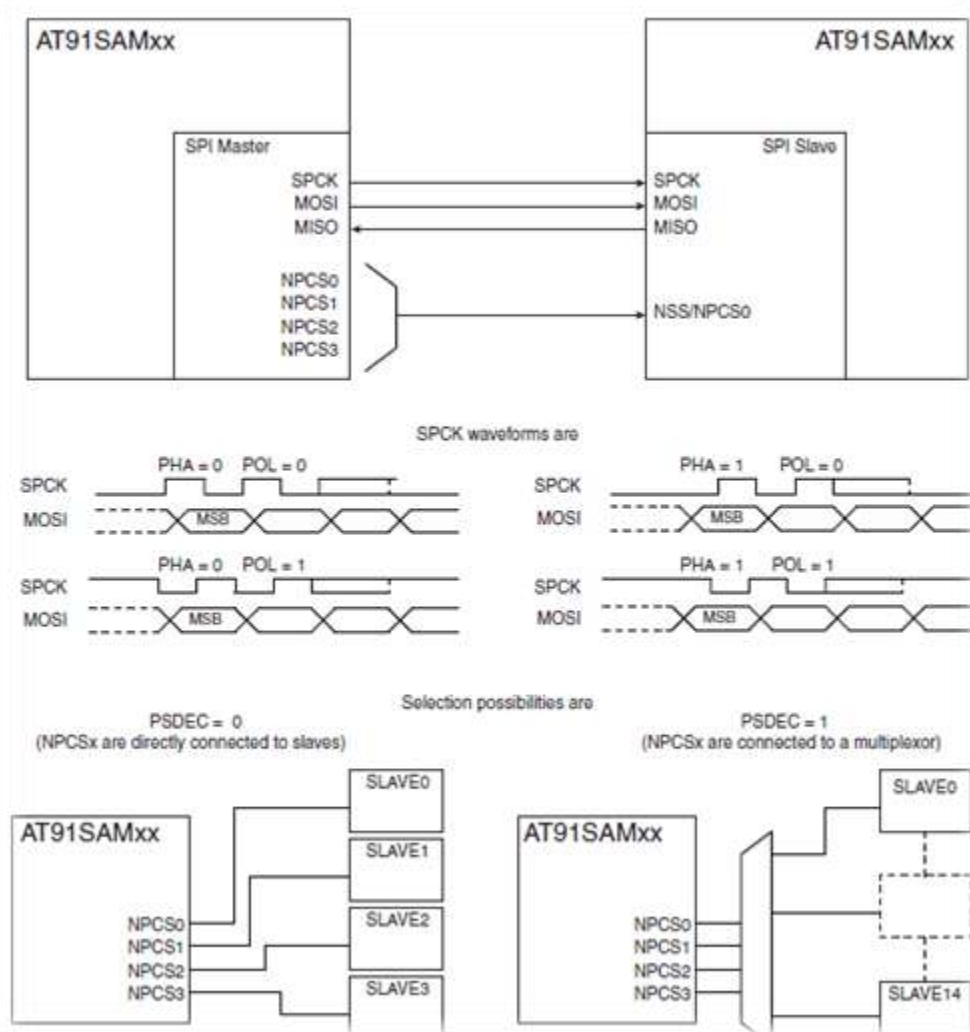 AT91SAMxx
AT91SAMxx
SPI Master
SPI Slave
SPCK
SPCK
MOSI
MOSI
MISO
MISO
NPCS0
NPCS1
NPCS2
NPCS3
NSS/NPCS0
SPCK waveforms are
PHA = 0 POL = 0
SPCK
MOSI
MSB
PHA = 1 POL = 0
SPCK
MOSI
MSB
PHA = 0 POL = 1
SPCK
MOSI
MSB
PHA = 1 POL = 1
SPCK
MOSI
MSB
Selection possibilities are
PSDEC = 0
(NPCSx are directly connected to slaves)
PSDEC = 1
(NPCSx are connected to a multiplexor)
AT91SAMxx
NPCS0
NPCS1
NPCS2
NPCS3
SLAVE0
SLAVE1
SLAVE2
SLAVE3
AT91SAMxx
NPCS0
NPCS1
NPCS2
NPCS3
SLAVE0
SLAVE14